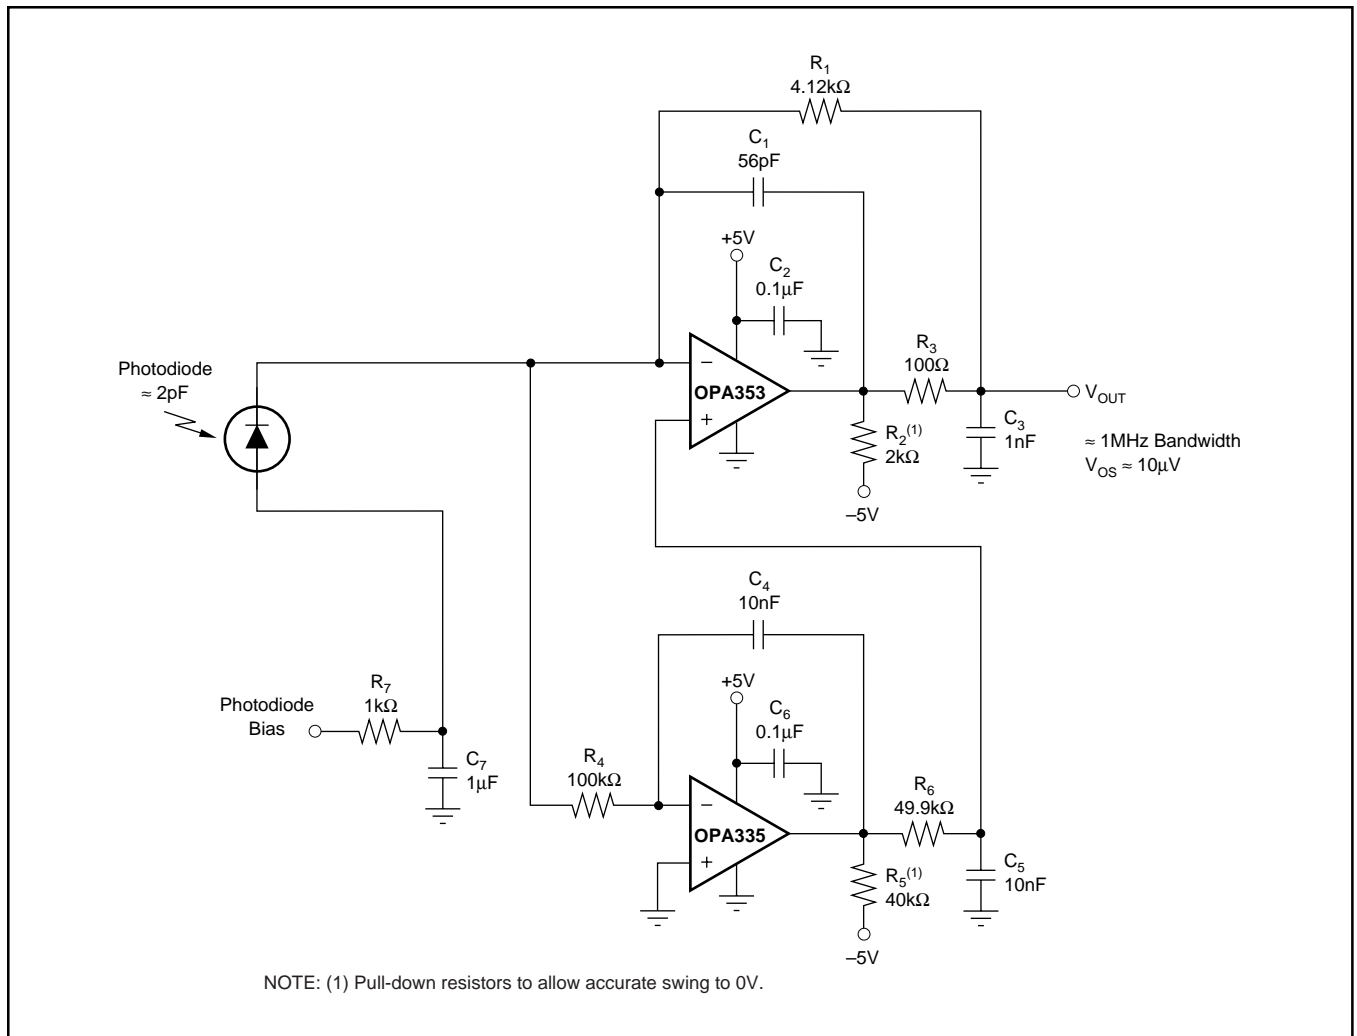 R1
4.12kΩ
C1
56pF
+5V
C2
0.1µF
Photodiode
≈ 2pF
−
OPA353
+
R3
100Ω
VOUT
R2(1)
2kΩ
–5V
C3
1nF
≈ 1MHz Bandwidth
VOS ≈ 10µV
C4
10nF
Photodiode
Bias
R7
1kΩ
C7
1µF
R4
100kΩ
+5V
C6
0.1µF
−
OPA335
+
R6
49.9kΩ
R5(1)
40kΩ
–5V
C5
10nF
NOTE: (1) Pull-down resistors to allow accurate swing to 0V.